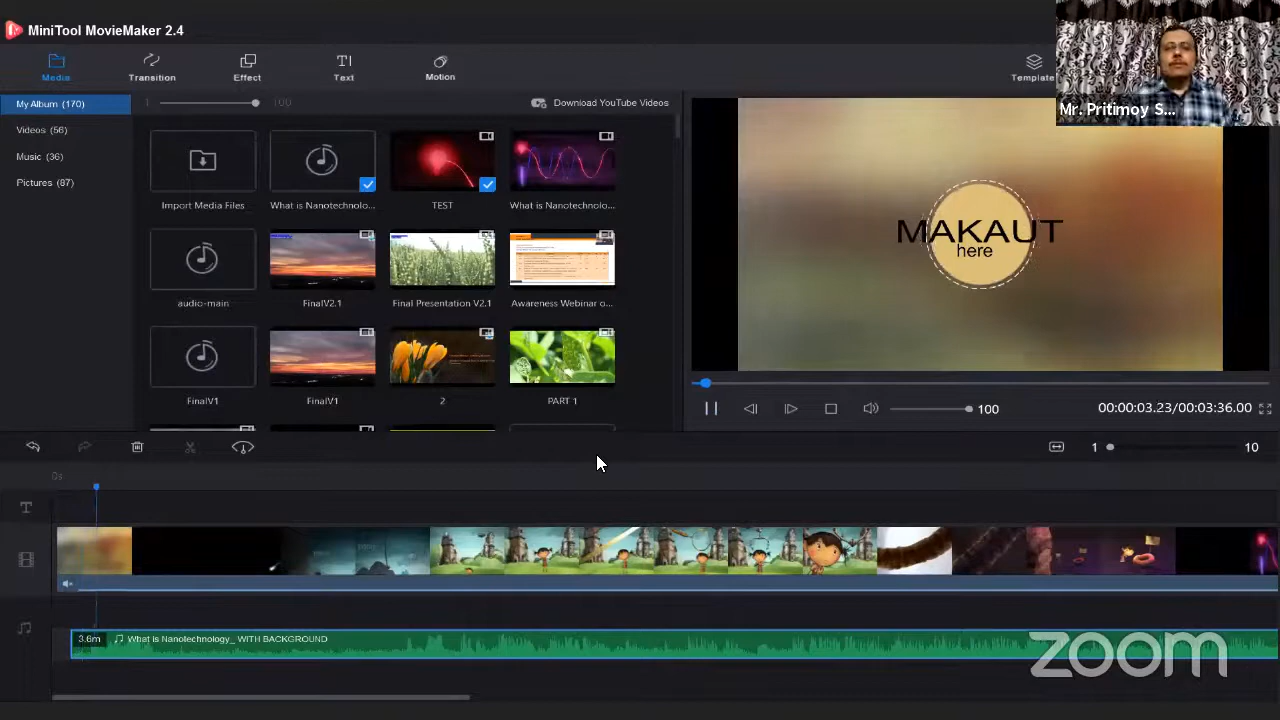 MiniTool MovieMaker 2.4
Media
Transition
Effect
Text
Motion
Template
Mr. Pritimoy S...
My Album (170)
1
100
Download YouTube Videos
Videos (56)
Music (36)
Pictures (87)
Import Media Files
What is Nanotechnolo...
TEST
What is Nanotechnolo...
audio-main
FinalV2.1
Final Presentation V2.1
Awareness Webinar o...
FinalV1
FinalV1
2
PART 1
MAKAUT
here
100
00:00:03.23/00:03:36.00
1
10
0s
3.6m
What is Nanotechnology_ WITH BACKGROUND
zoom